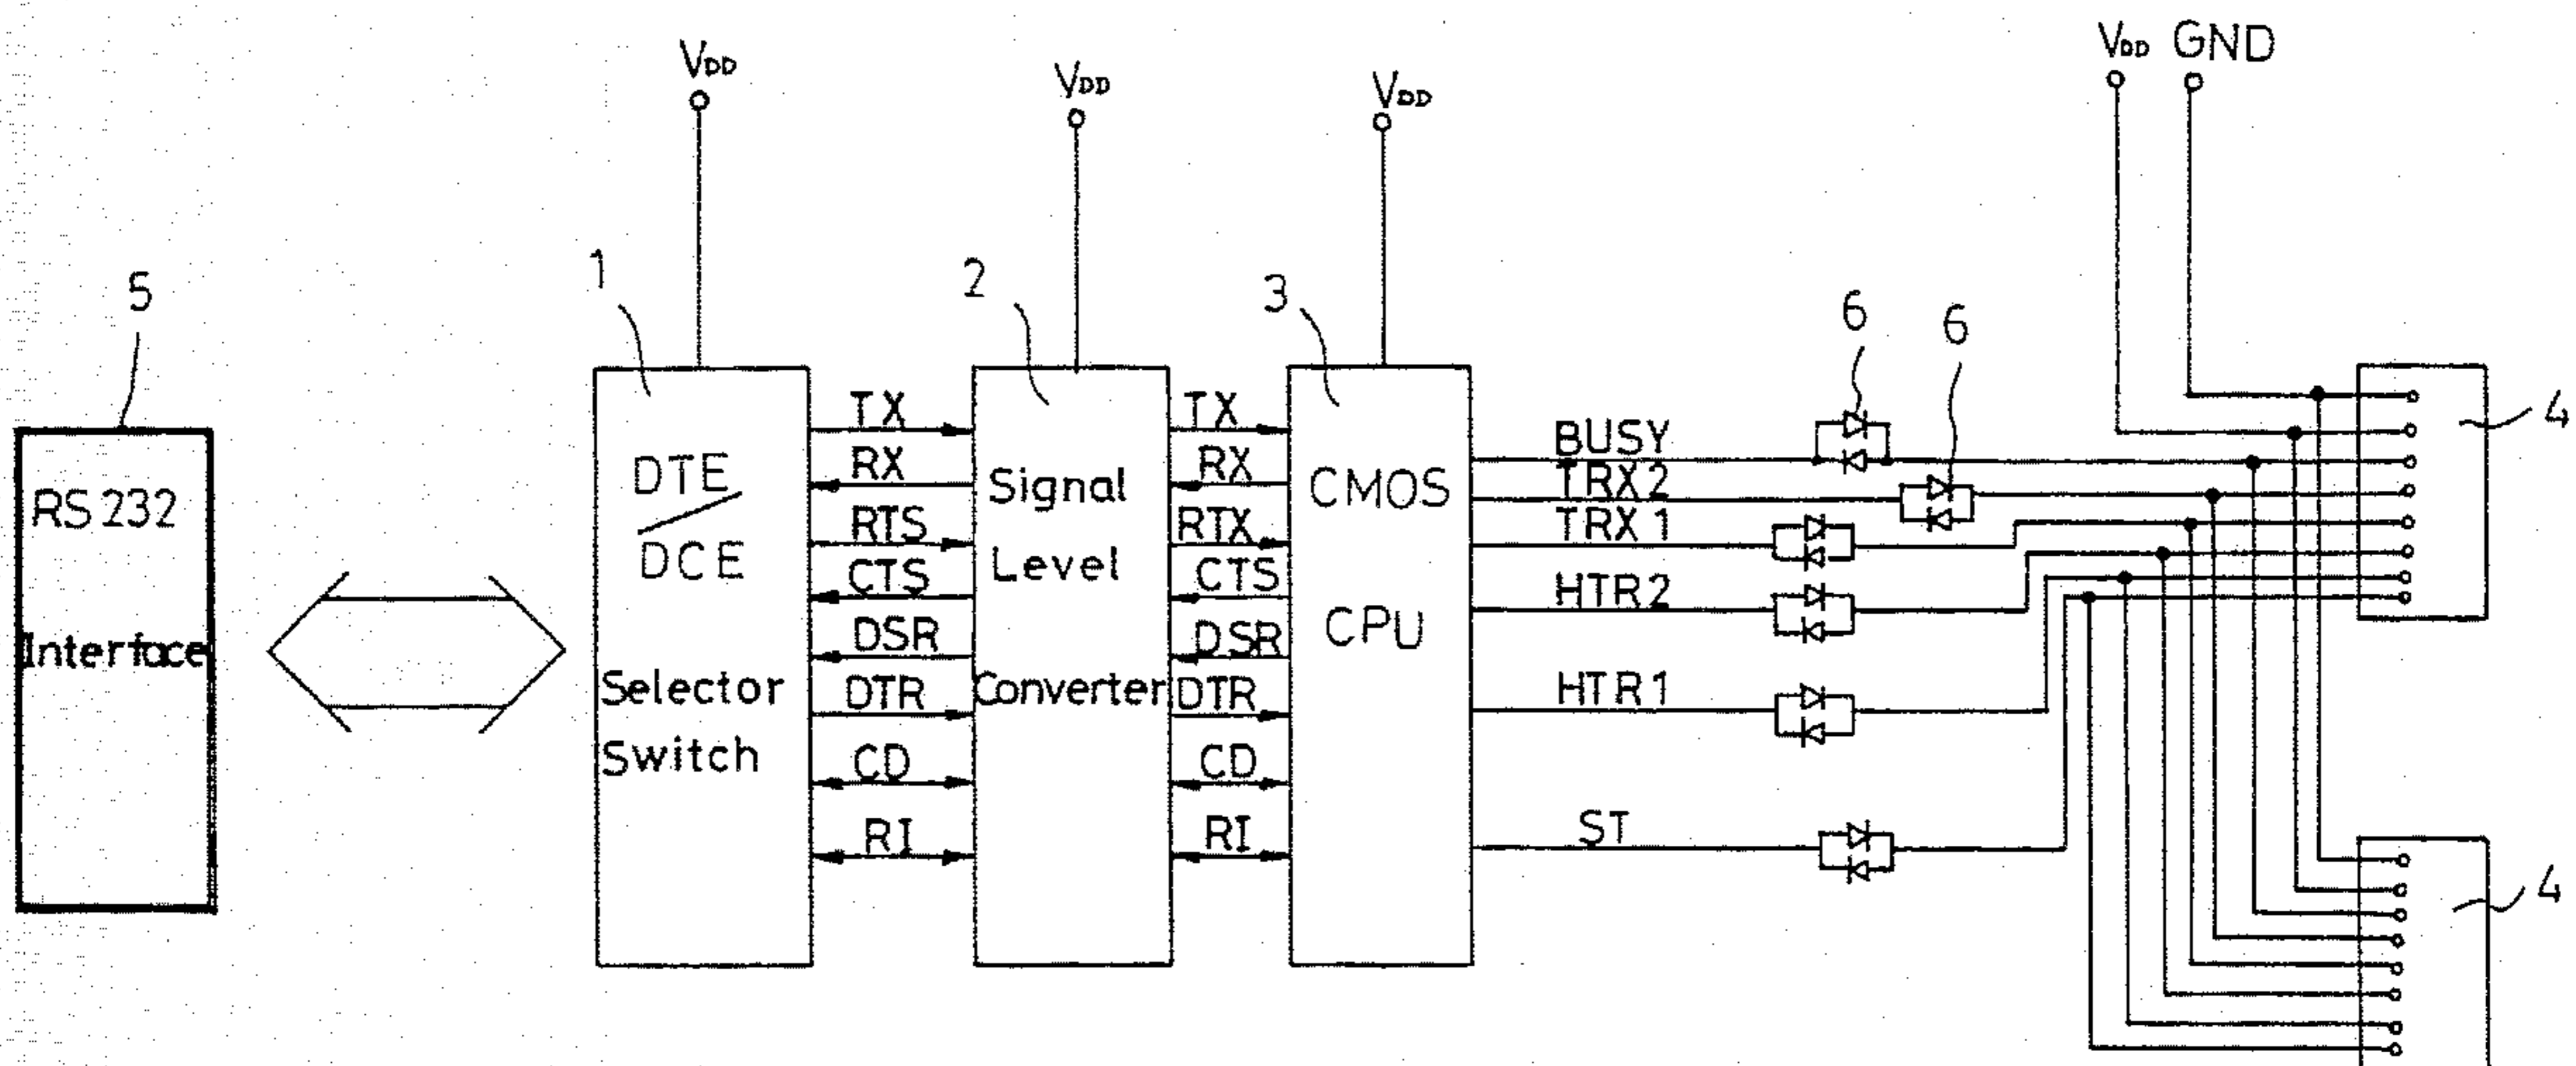 VDD
VDD
VDD
VDD GND
5
1
2
3
6
6
4
RS232
Interface
DTE
/
DCE
Selector
Switch
TX
RX
RTS
CTS
DSR
DTR
CD
RI
Signal
Level
Converter
TX
RX
RTX
CTS
DSR
DTR
CD
RI
CMOS
CPU
BUSY
TRX2
TRX1
HTR2
HTR1
ST
4